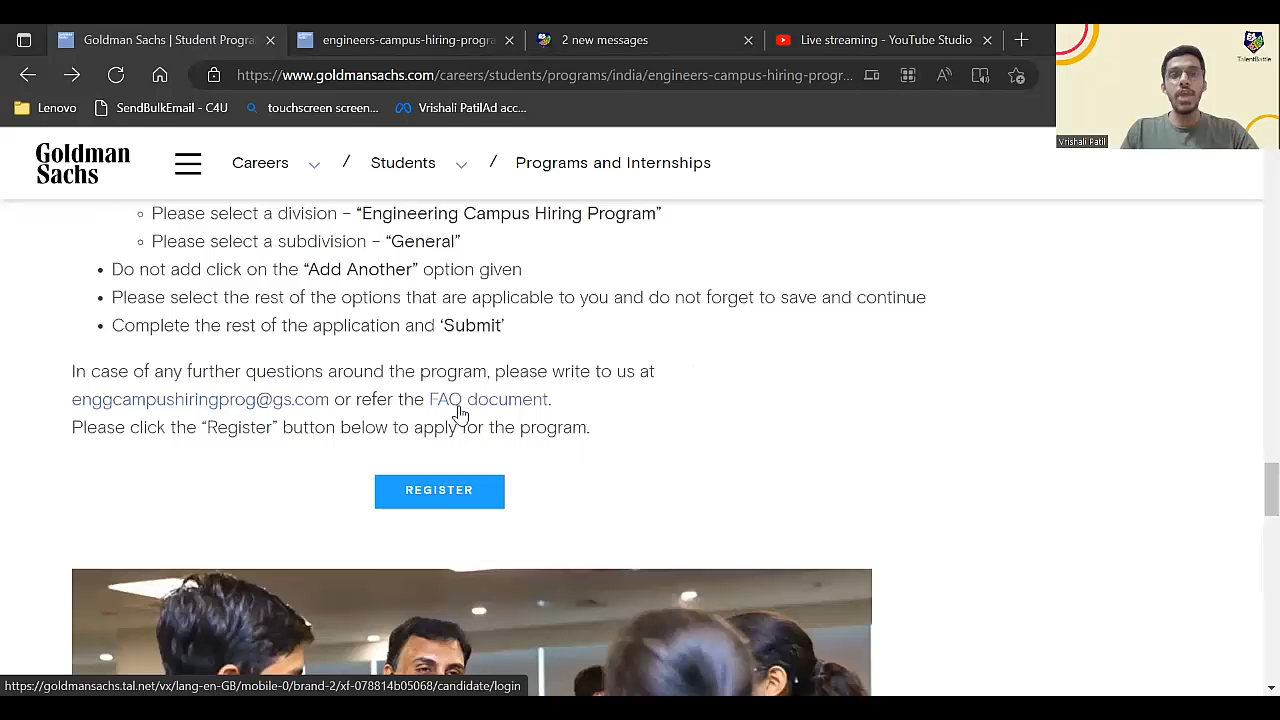 Goldman Sachs | Student Progra
engineers-campus-hiring-progra
2 new messages
Live streaming - YouTube Studio
https://www.goldmansachs.com/careers/students/programs/india/engineers-campus-hiring-progr...
Lenovo
SendBulkEmail - C4U
touchscreen screen...
Vrishali PatilAd acc...
TalentBattle
Vrishali Patil
Goldman
Sachs
Careers / Students / Programs and Internships
Please select a division – “Engineering Campus Hiring Program”
Please select a subdivision – “General”
Do not add click on the “Add Another” option given
Please select the rest of the options that are applicable to you and do not forget to save and continue
Complete the rest of the application and ‘Submit’
In case of any further questions around the program, please write to us at
enggcampushiringprog@gs.com or refer the FAQ document.
Please click the “Register” button below to apply for the program.
REGISTER
https://goldmansachs.tal.net/vx/lang-en-GB/mobile-0/brand-2/xf-078814b05068/candidate/login